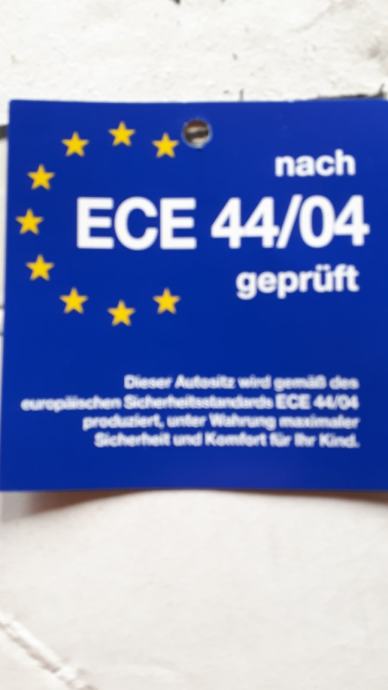 nach
ECE 44/04
geprüft
Dieser Autositz wird gemäß des
europäischen Sicherheitsstandards ECE 44/04
produziert, unter Wahrung maximaler
Sicherheit und Komfort für Ihr Kind.